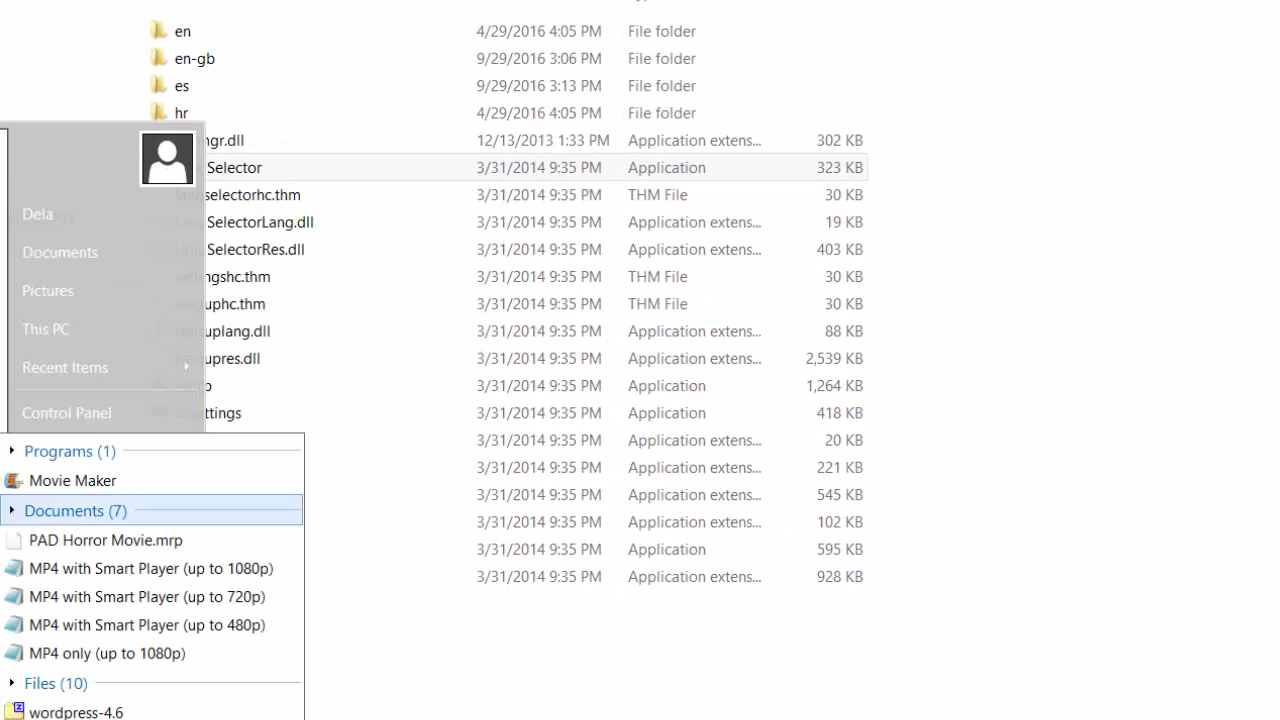 en 4/29/2016 4:05 PM File folder
en-gb 9/29/2016 3:06 PM File folder
es 9/29/2016 3:13 PM File folder
hr 4/29/2016 4:05 PM File folder
ngr.dll 12/13/2013 1:33 PM Application extens... 302 KB
Selector 3/31/2014 9:35 PM Application 323 KB
selectorhc.thm 3/31/2014 9:35 PM THM File 30 KB
Dela
SelectorLang.dll 3/31/2014 9:35 PM Application extens... 19 KB
Documents
SelectorRes.dll 3/31/2014 9:35 PM Application extens... 403 KB
settingshc.thm 3/31/2014 9:35 PM THM File 30 KB
Pictures
startuphc.thm 3/31/2014 9:35 PM THM File 30 KB
This PC
startuplang.dll 3/31/2014 9:35 PM Application extens... 88 KB
startupres.dll 3/31/2014 9:35 PM Application extens... 2,539 KB
Recent Items
3/31/2014 9:35 PM Application 1,264 KB
Control Panel
3/31/2014 9:35 PM Application 418 KB
3/31/2014 9:35 PM Application extens... 20 KB
Programs (1)
3/31/2014 9:35 PM Application extens... 221 KB
Movie Maker
3/31/2014 9:35 PM Application extens... 545 KB
Documents (7)
3/31/2014 9:35 PM Application extens... 102 KB
PAD Horror Movie.mrp
3/31/2014 9:35 PM Application 595 KB
MP4 with Smart Player (up to 1080p)
3/31/2014 9:35 PM Application extens... 928 KB
MP4 with Smart Player (up to 720p)
MP4 with Smart Player (up to 480p)
MP4 only (up to 1080p)
Files (10)
wordpress-4.6